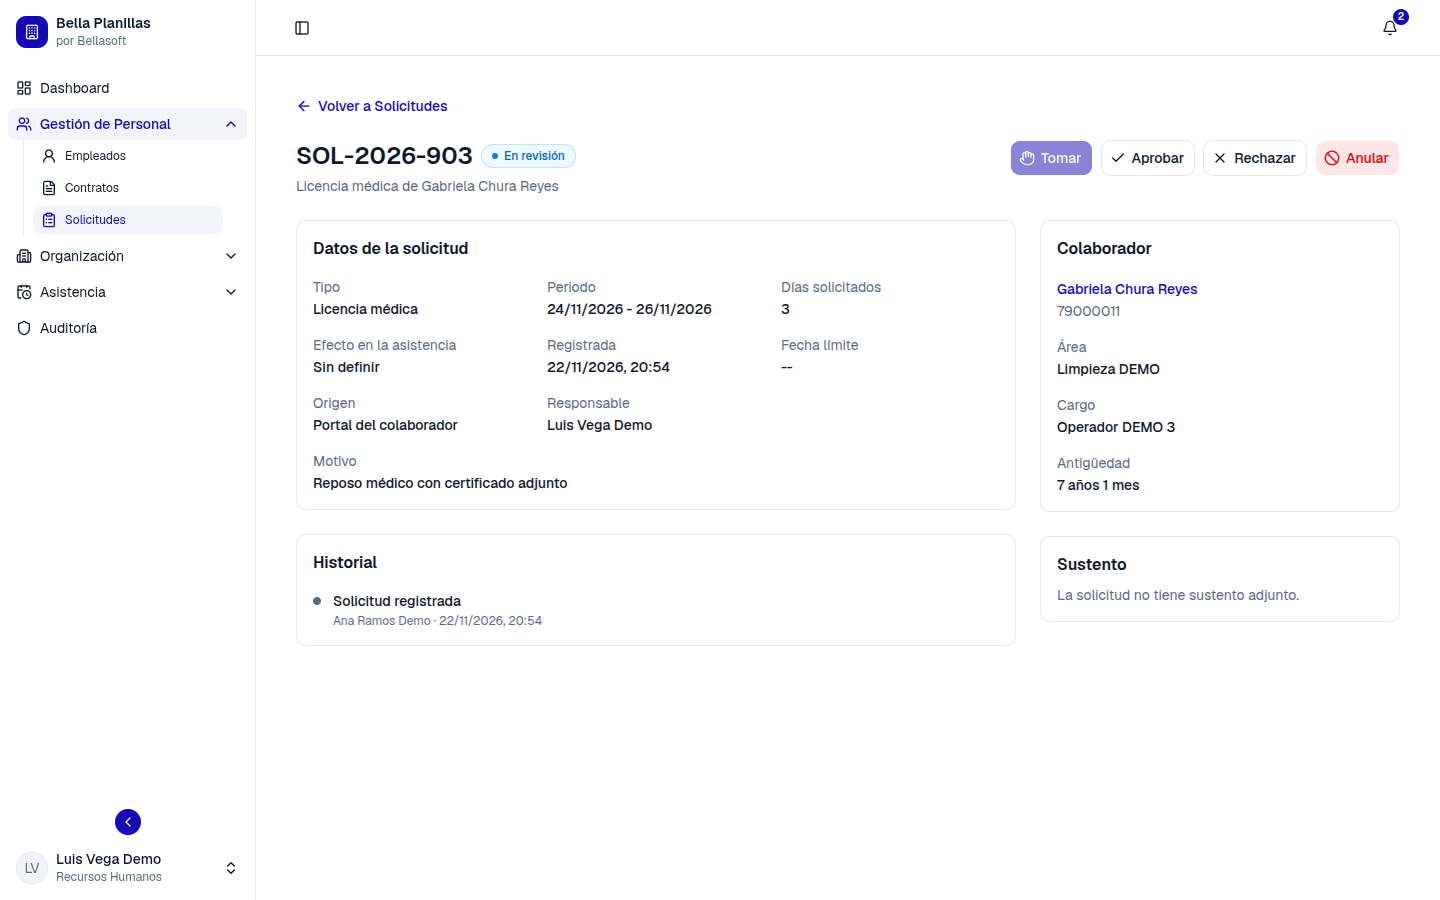 Bella Planillas
por Bellasoft
Dashboard
Gestión de Personal
Empleados
Contratos
Solicitudes
Organización
Asistencia
Auditoría
LV
Luis Vega Demo
Recursos Humanos
2
Volver a Solicitudes
SOL-2026-903
En revisión
Licencia médica de Gabriela Chura Reyes
Tomar
Aprobar
Rechazar
Anular
Datos de la solicitud
Tipo
Licencia médica
Periodo
24/11/2026 - 26/11/2026
Días solicitados
3
Efecto en la asistencia
Sin definir
Registrada
22/11/2026, 20:54
Fecha límite
--
Origen
Portal del colaborador
Responsable
Luis Vega Demo
Motivo
Reposo médico con certificado adjunto
Historial
Solicitud registrada
Ana Ramos Demo · 22/11/2026, 20:54
Colaborador
Gabriela Chura Reyes
79000011
Área
Limpieza DEMO
Cargo
Operador DEMO 3
Antigüedad
7 años 1 mes
Sustento
La solicitud no tiene sustento adjunto.